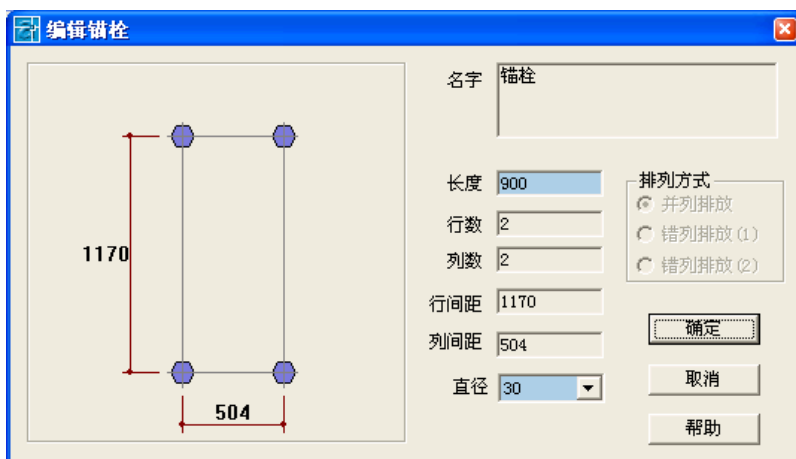 编辑锚栓
1170
504
名字 锚栓
长度 900
行数 2
列数 2
行间距 1170
列间距 504
直径 30
排列方式
并列排放
错列排放(1)
错列排放(2)
确定
取消
帮助